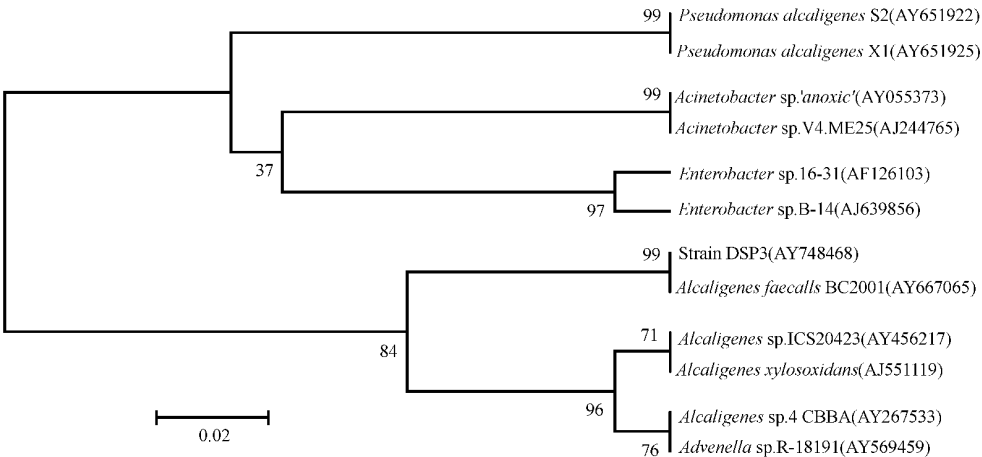 99
Pseudomonas alcaligenes S2(AY651922)
Pseudomonas alcaligenes X1(AY651925)
99
Acinetobacter sp.'anoxic'(AY055373)
Acinetobacter sp.V4.ME25(AJ244765)
37
Enterobacter sp.16-31(AF126103)
97
Enterobacter sp.B-14(AJ639856)
99
Strain DSP3(AY748468)
Alcaligenes faecalls BC2001(AY667065)
84
71
Alcaligenes sp.ICS20423(AY456217)
Alcaligenes xylosoxidans(AJ551119)
96
Alcaligenes sp.4 CBBA(AY267533)
76
Advenella sp.R-18191(AY569459)
0.02